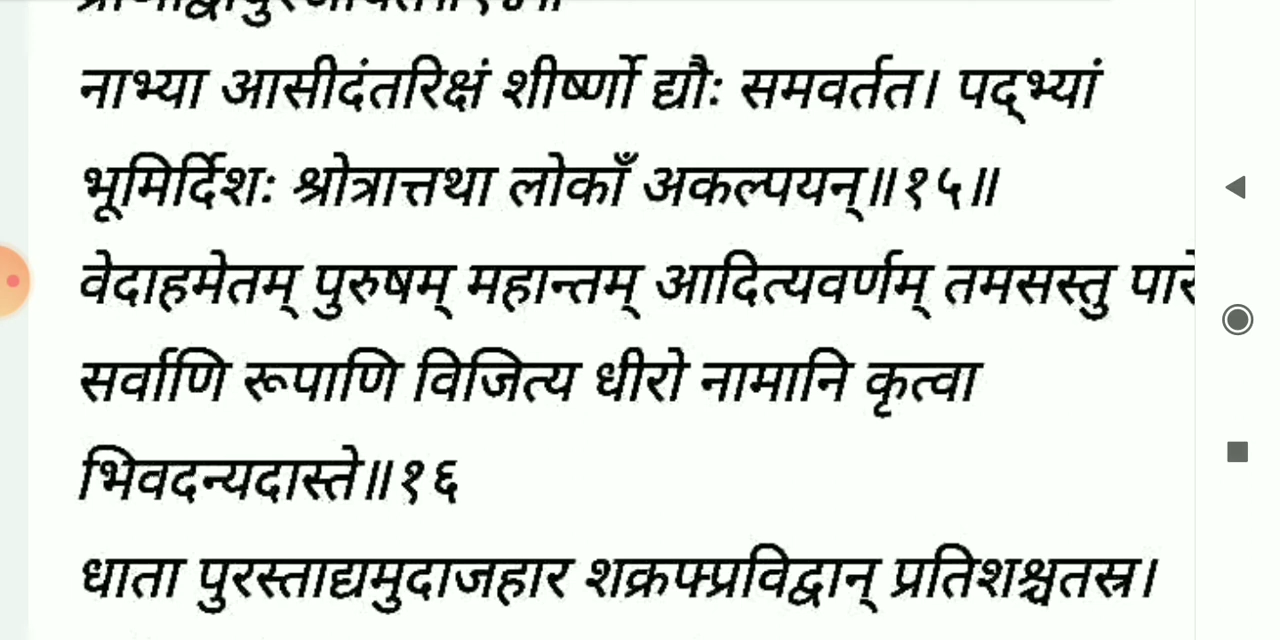 नाभ्या आसीदंतरिक्षं शीर्ष्णो द्यौः समवर्तत। पद्भ्यां
भूमिर्दिशः श्रोत्रात्तथा लोकाँ अकल्पयन्॥१५॥
वेदाहमेतम् पुरुषम् महान्तम् आदित्यवर्णम् तमसस्तु
सर्वाणि रूपाणि विजित्य धीरो नामानि कृत्वा
भिवदन्यदास्ते॥१६
धाता पुरस्ताद्यमुदाजहार शक्रफ्प्रविद्वान् प्रतिशश्चतस्र।